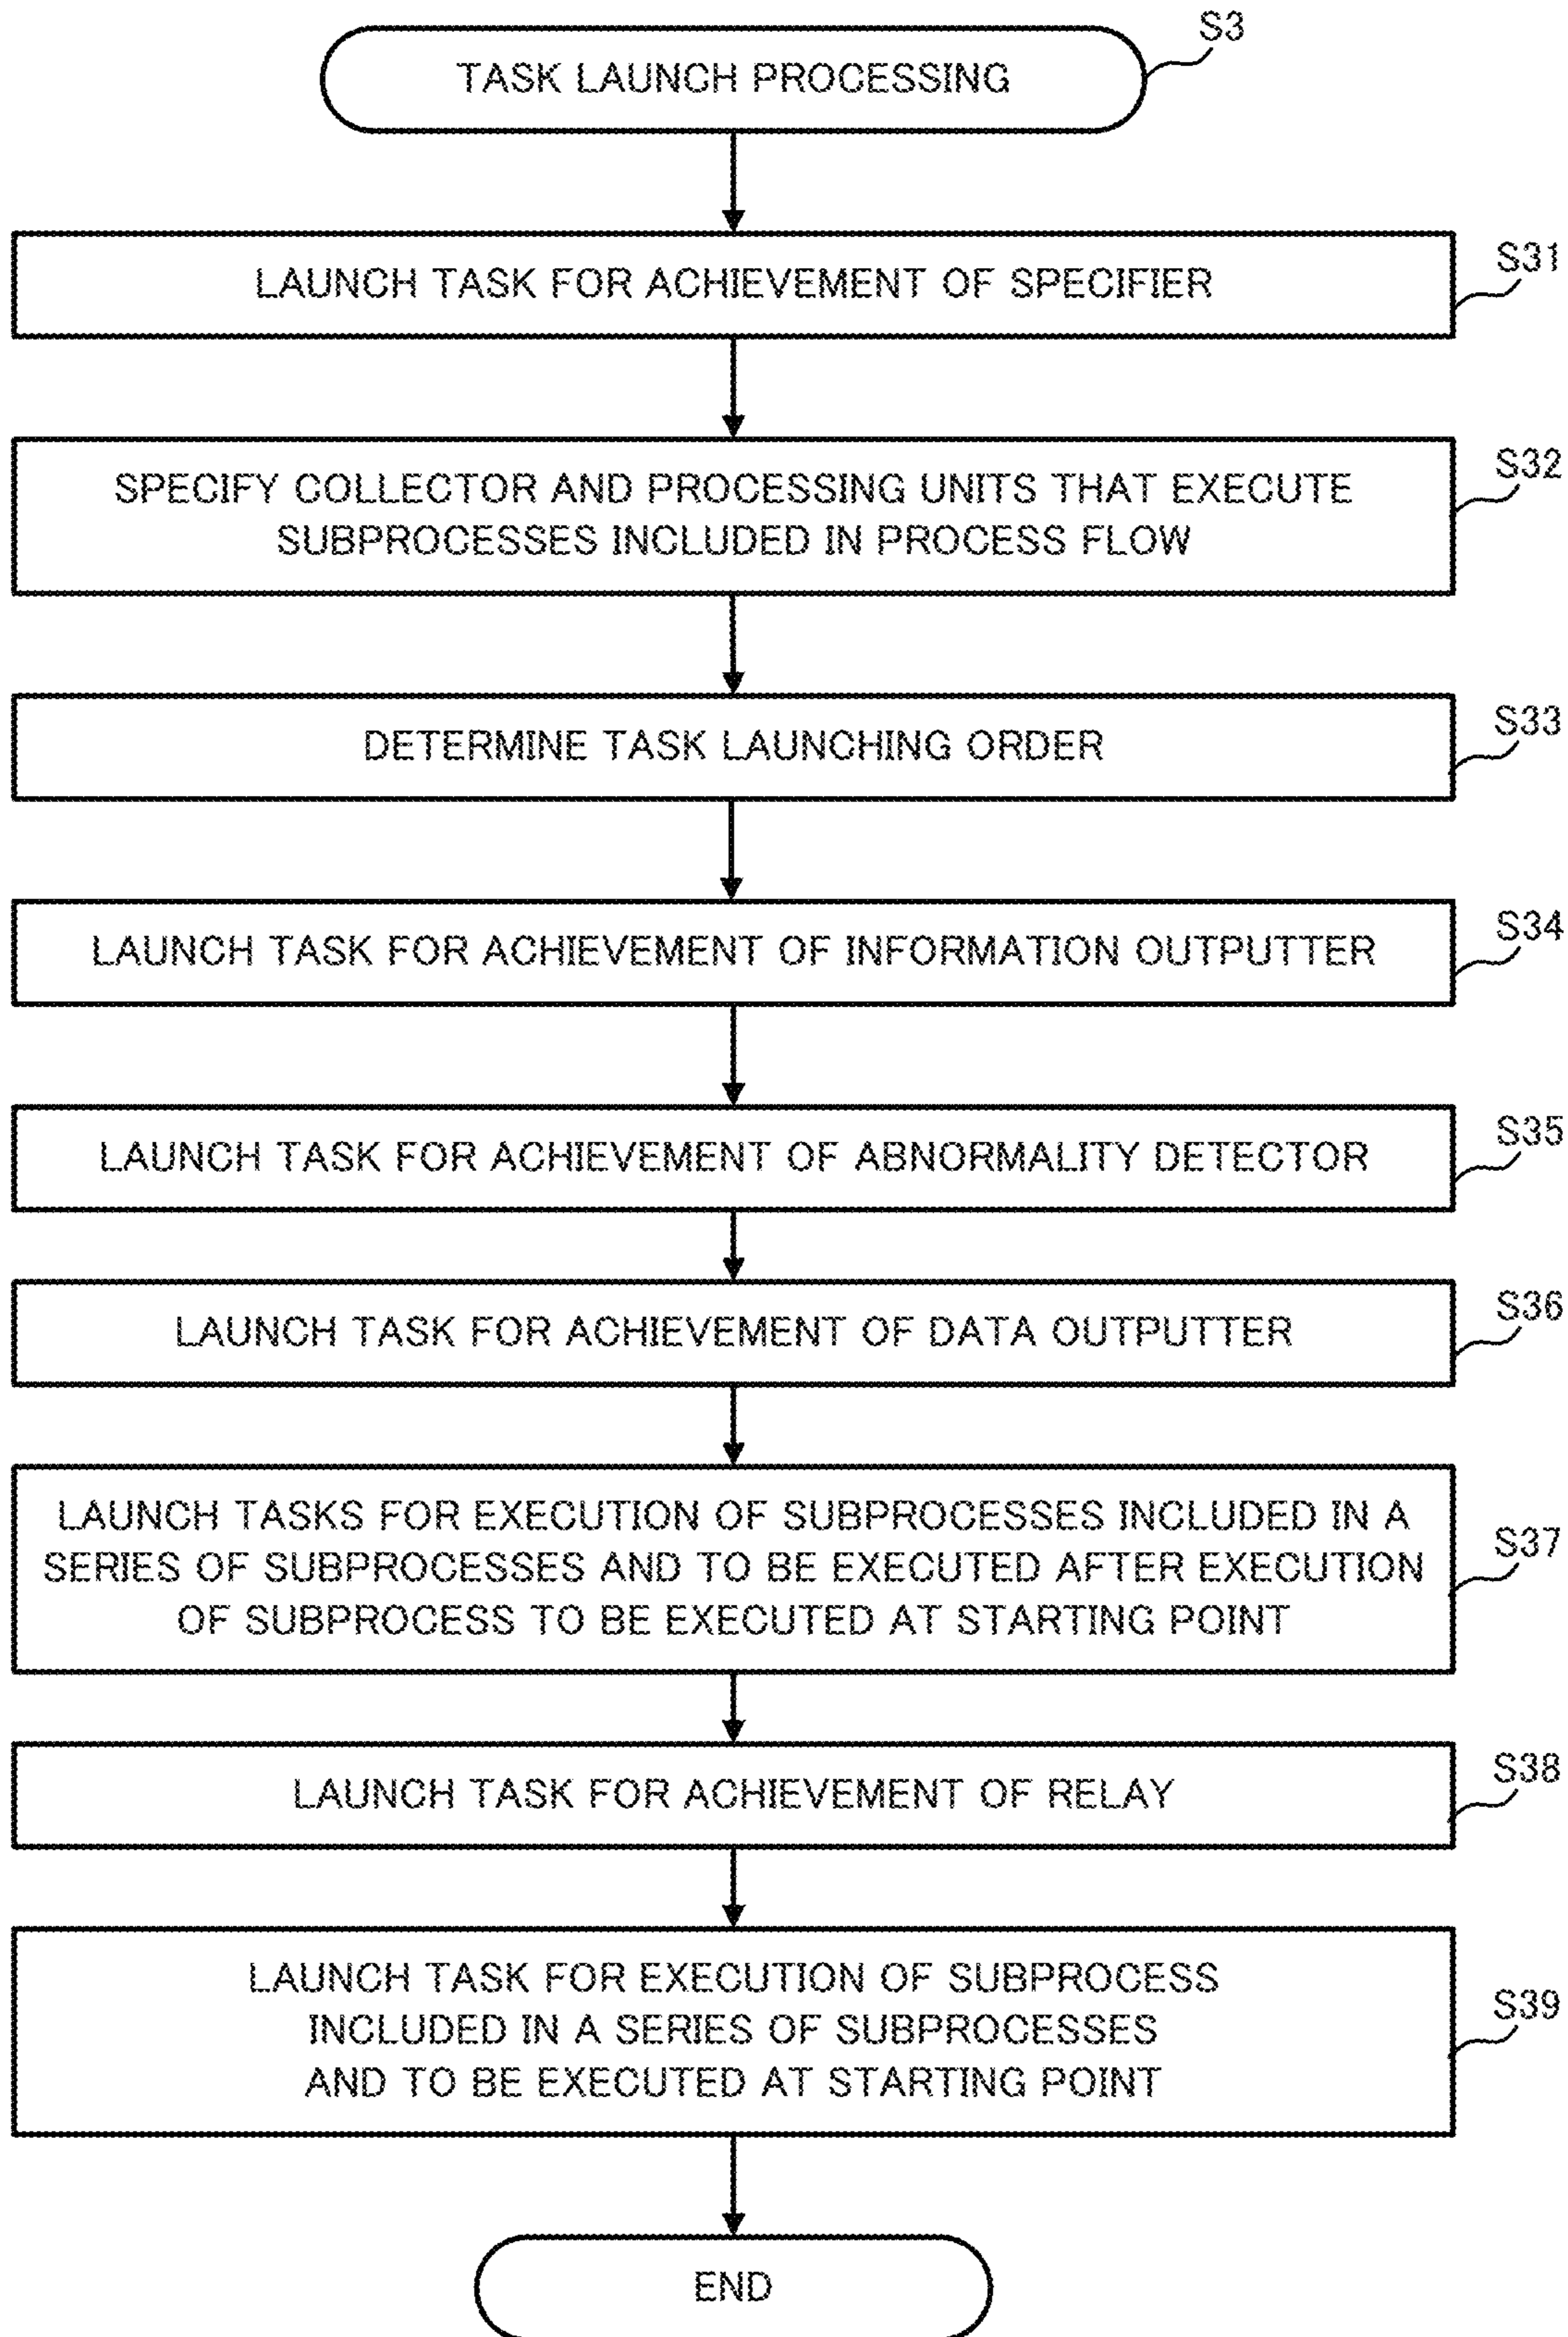 S3
TASK LAUNCH PROCESSING
S31
LAUNCH TASK FOR ACHIEVEMENT OF SPECIFIER
S32
SPECIFY COLLECTOR AND PROCESSING UNITS THAT EXECUTE
SUBPROCESSES INCLUDED IN PROCESS FLOW
S33
DETERMINE TASK LAUNCHING ORDER
S34
LAUNCH TASK FOR ACHIEVEMENT OF INFORMATION OUTPUTTER
S35
LAUNCH TASK FOR ACHIEVEMENT OF ABNORMALITY DETECTOR
S36
LAUNCH TASK FOR ACHIEVEMENT OF DATA OUTPUTTER
LAUNCH TASKS FOR EXECUTION OF SUBPROCESSES INCLUDED IN A
S37
SERIES OF SUBPROCESSES AND TO BE EXECUTED AFTER EXECUTION
OF SUBPROCESS TO BE EXECUTED AT STARTING POINT
S38
LAUNCH TASK FOR ACHIEVEMENT OF RELAY
LAUNCH TASK FOR EXECUTION OF SUBPROCESS
S39
INCLUDED IN A SERIES OF SUBPROCESSES
AND TO BE EXECUTED AT STARTING POINT
END